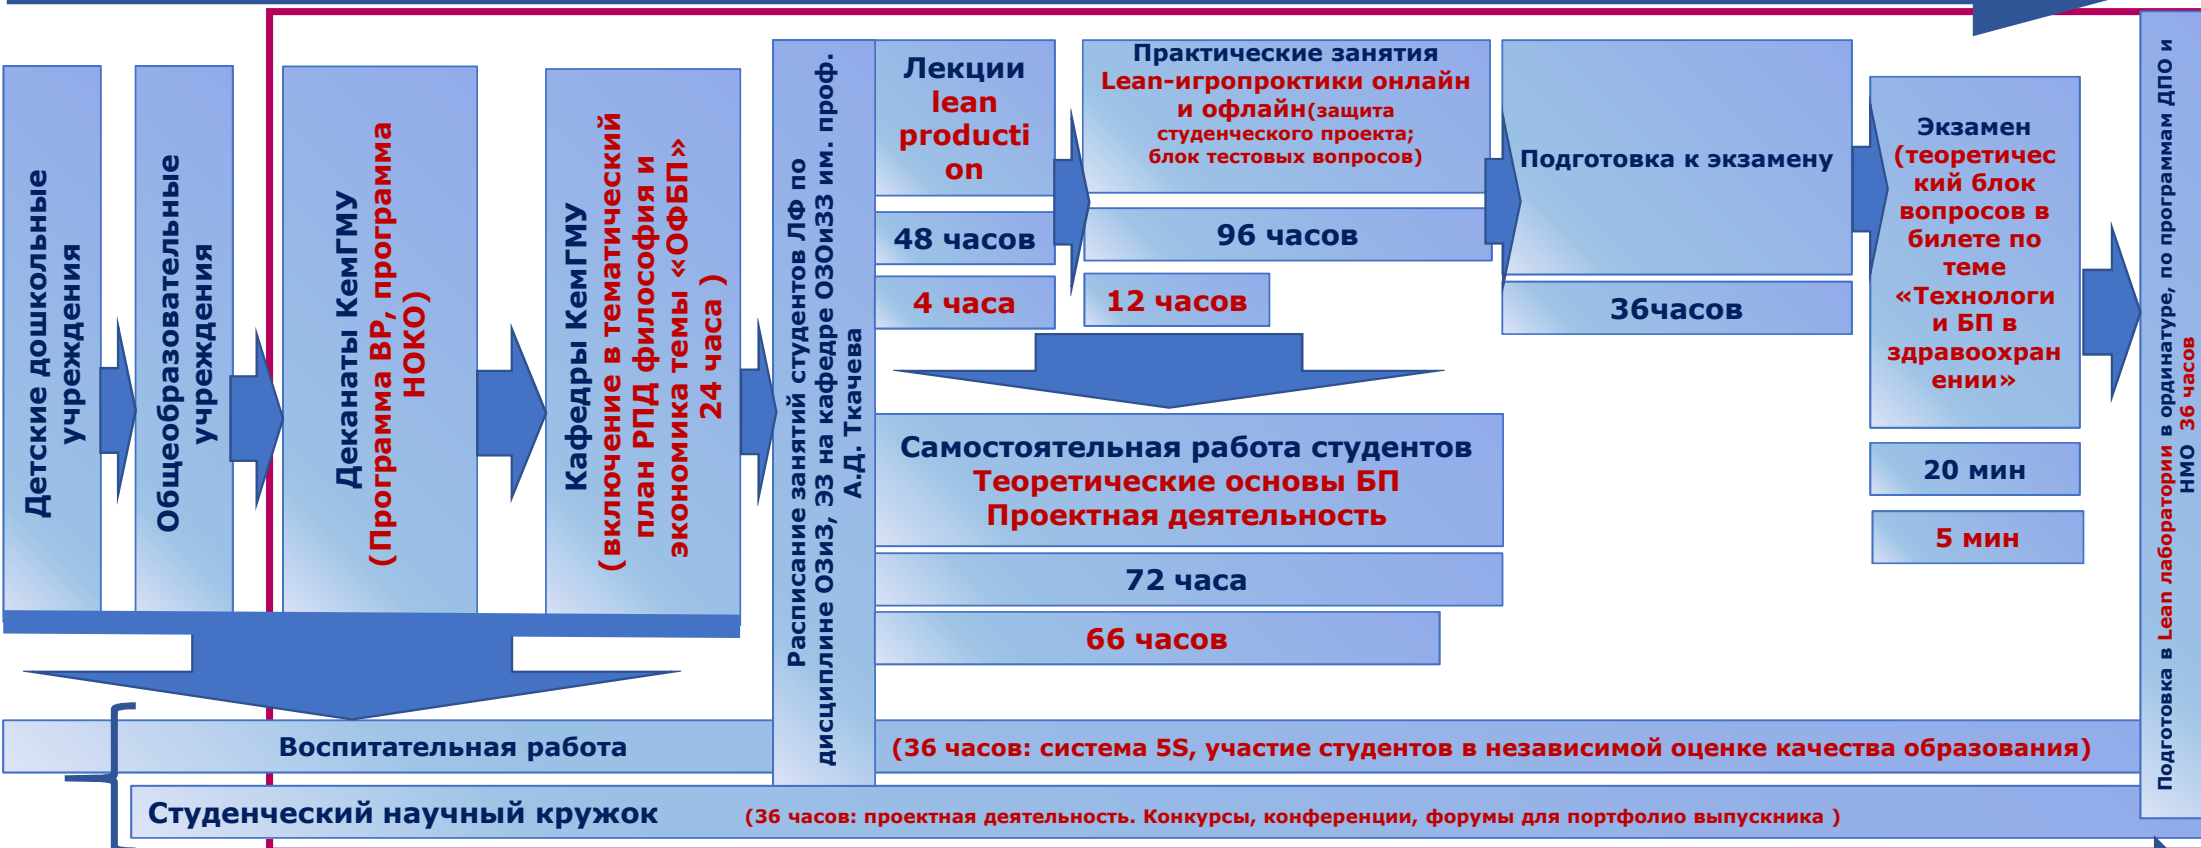 Детские дошкольные
учреждения
Общеобразовательные
учреждения
Деканаты КемГМУ
(Программа ВР, программа
НОКО)
Кафедры КемГМУ
(включение в тематический
план РПД философия и
экономика темы «ОФБП»
24 часа )
Расписание занятий студентов ЛФ по
дисциплине ОЗиЗ, ЭЗ на кафедре ОЗОиЗЗ им. проф.
А.Д. Ткачева
Лекции
lean
producti
on
48 часов
4 часа
Практические занятия
Lean-игропроктики онлайн
и офлайн(защита
студенческого проекта;
блок тестовых вопросов)
96 часов
12 часов
Подготовка к экзамену
36часов
Экзамен
(теоретичес
кий блок
вопросов в
билете по
теме
«Технологи
и БП в
здравоохран
ении»
20 мин
5 мин
Самостоятельная работа студентов
Теоретические основы БП
Проектная деятельность
72 часа
66 часов
Подготовка в Lean лаборатории в ординатуре, по программам ДПО и
НМО 36 часов
Воспитательная работа (36 часов: система 5S, участие студентов в независимой оценке качества образования)
Студенческий научный кружок (36 часов: проектная деятельность. Конкурсы, конференции, форумы для портфолио выпускника )